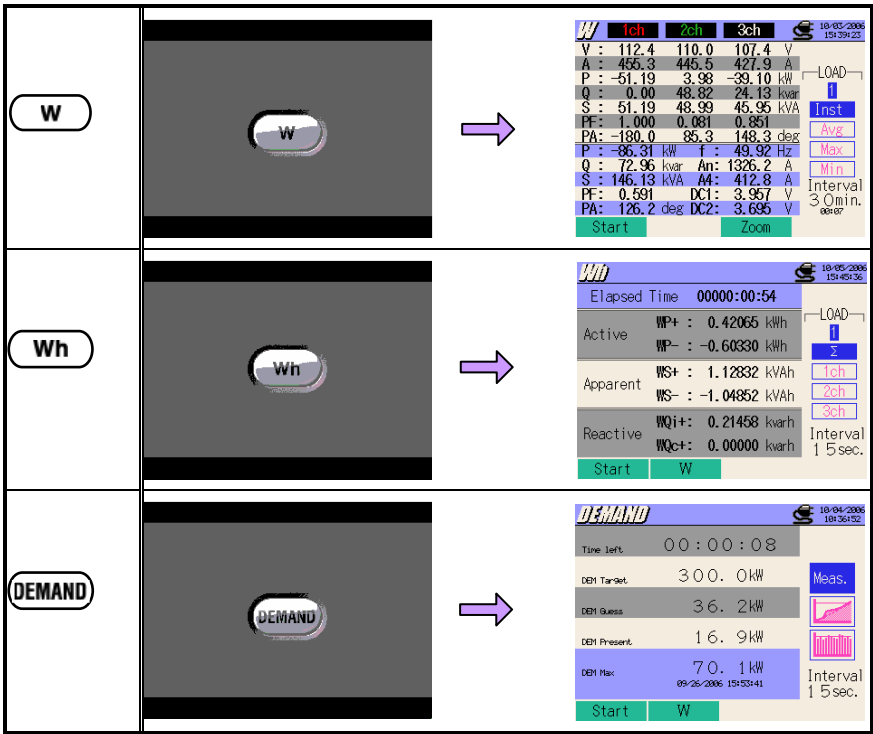 W
W
W 1ch 2ch 3ch 10/03/2006
15:39:23
V : 112.4 110.0 107.4 V
A : 455.3 445.5 427.9 A
P : -51.19 3.98 -39.10 kW
Q : 0.00 48.82 24.13 kvar
S : 51.19 48.99 45.95 kVA
PF: 1.000 0.081 0.851
PA: -180.0 85.3 148.3 deg
P : -86.31 kW f : 49.92 Hz
Q : 72.96 kvar An: 1326.2 A
S : 146.13 kVA A4: 412.8 A
PF: 0.591 DC1: 3.957 V
PA: 126.2 deg DC2: 3.695 V
LOAD
1
Inst
Avg
Max
Min
Interval
30min.
00:07
Start Zoom
Wh
Wh
Wh 10/05/2006
15:45:36
Elapsed Time 00000:00:54
Active
WP+ : 0.42065 kWh
WP- : -0.60330 kWh
Apparent
WS+ : 1.12832 kVAh
WS- : -1.04852 kVAh
Reactive
WQi+: 0.21458 kvarh
WQc+: 0.00000 kvarh
LOAD
1
Σ
1ch
2ch
3ch
Interval
15sec.
Start W
DEMAND
DEMAND
DEMAND 10/04/2006
10:36:52
Time left 00:00:08
DEM Target 300. 0kW
DEM Guess 36. 2kW
DEM Present 16. 9kW
DEM Max 70. 1kW
09/26/2006 15:53:41
Meas.
Interval
15sec.
Start W